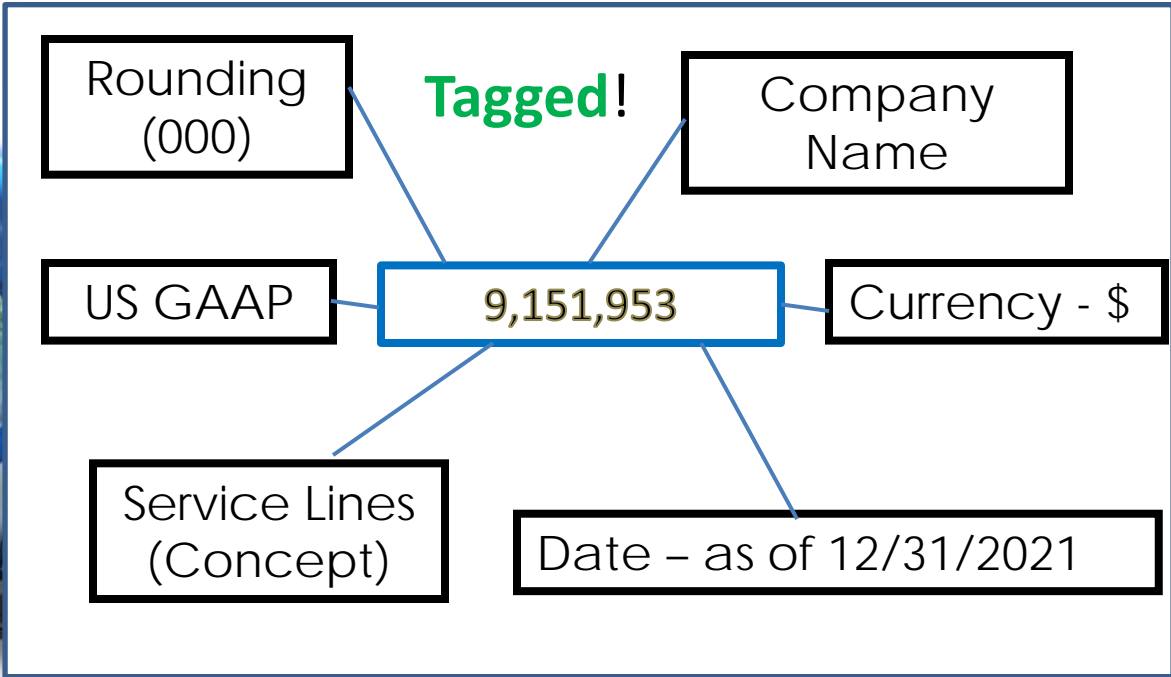 Rounding
(000)
Tagged!
Company
Name
US GAAP
9,151,953
Currency - $
Service Lines
(Concept)
Date – as of 12/31/2021